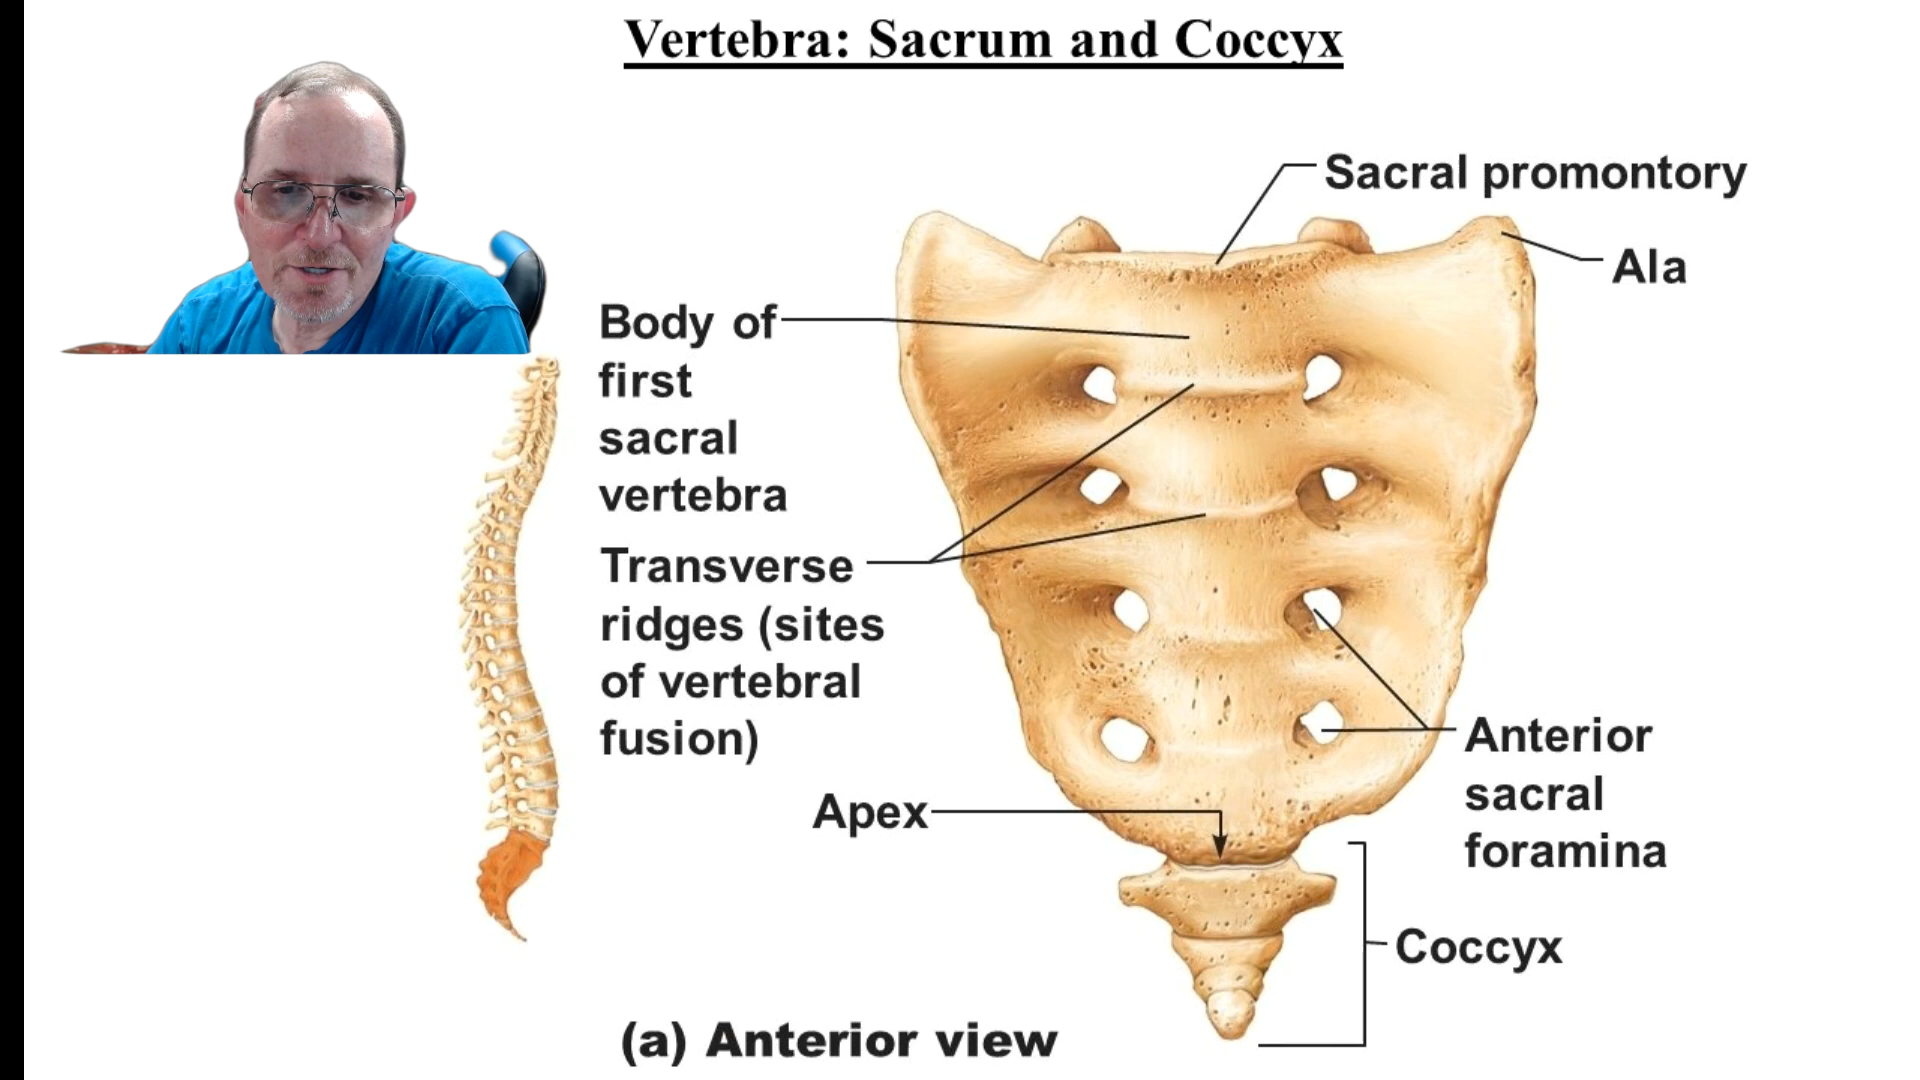 Vertebra: Sacrum and Coccyx
Sacral promontory
Ala
Body of
first
sacral
vertebra
Transverse
ridges (sites
of vertebral
fusion)
Anterior
sacral
foramina
Apex
Coccyx
(a) Anterior view